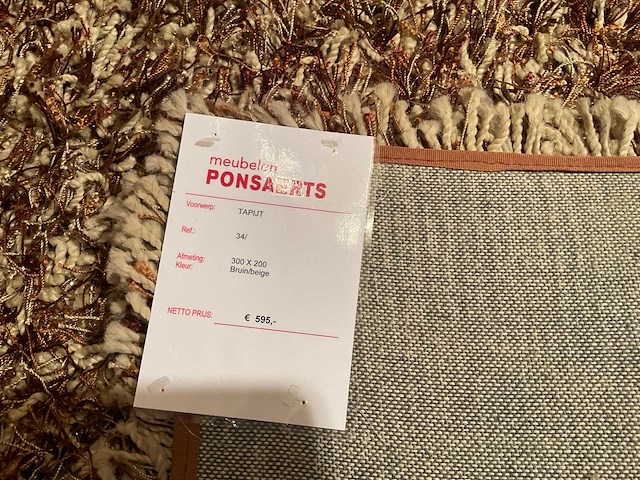 meubelen
PONSAERTS
Voorwerp: TAPIJT
Ref.: 34/
Afmeting: 300 X 200
Kleur: Bruin/beige
NETTO PRIJS: € 595,-